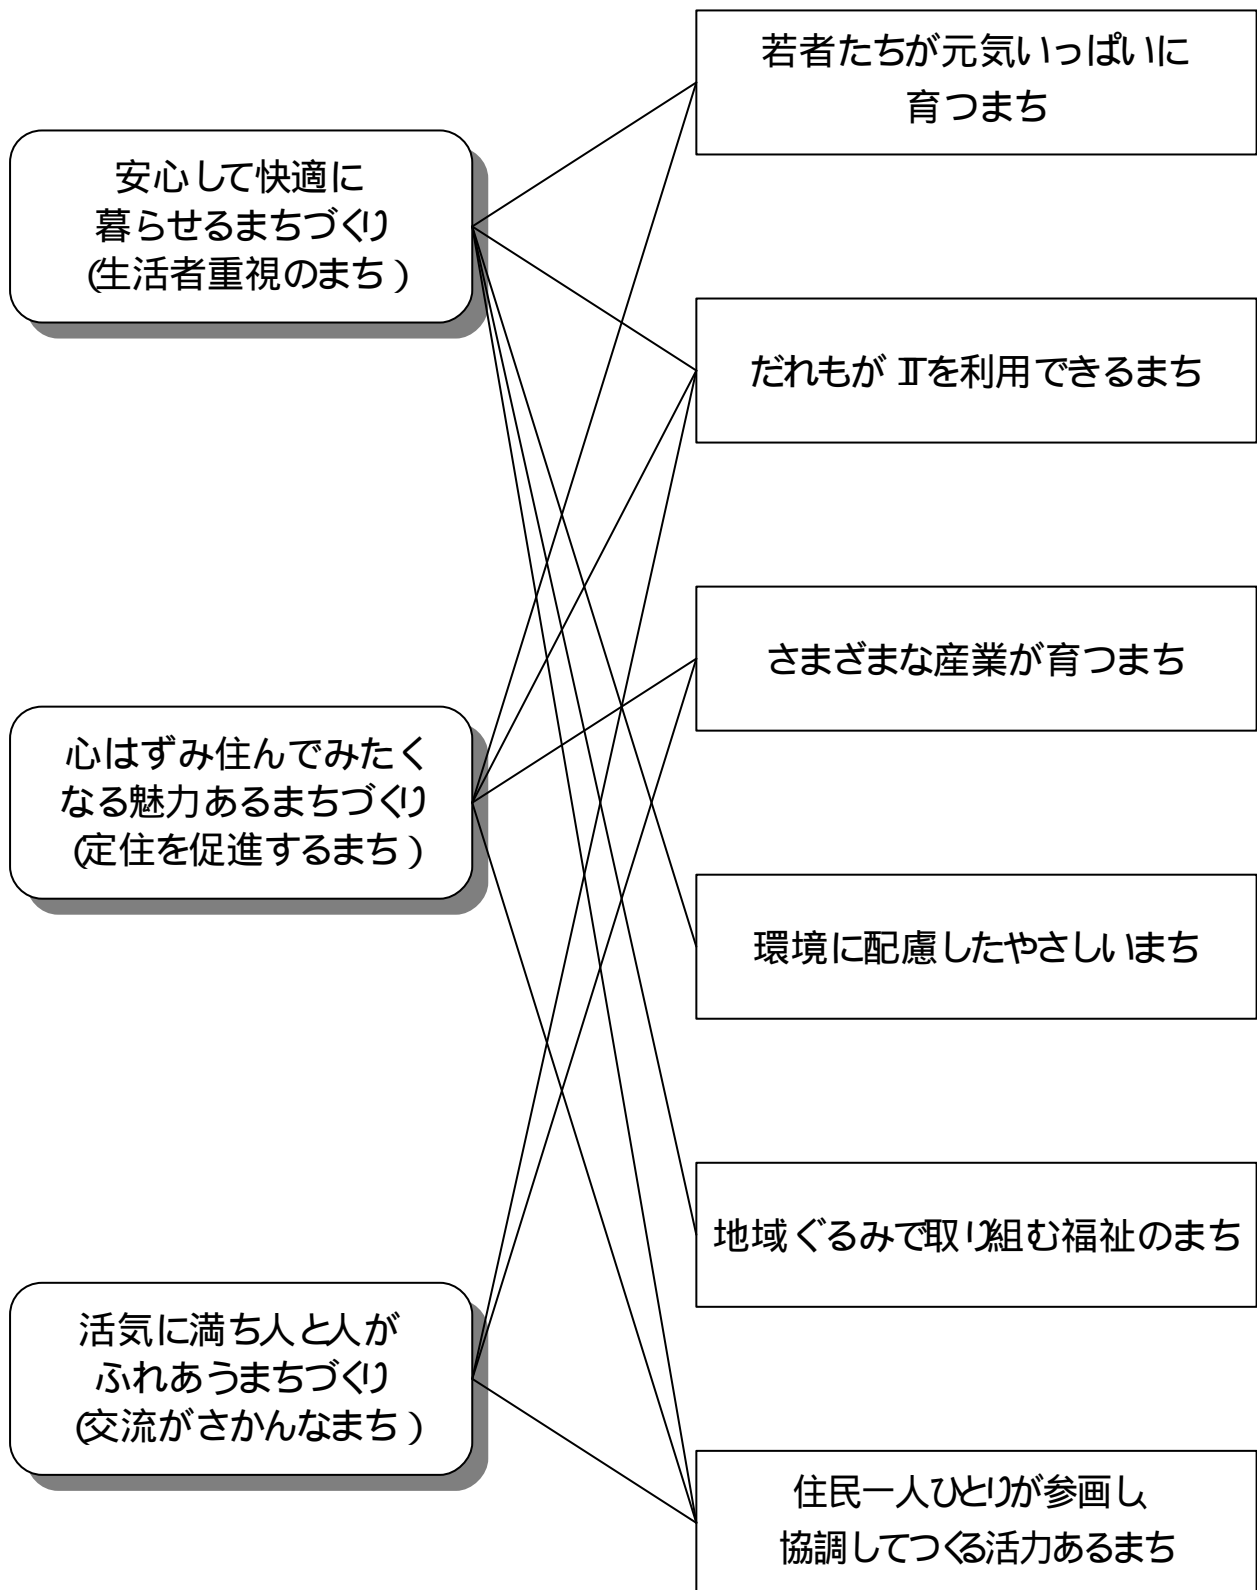 安心して快適に
暮らせるまちづくり
(生活者重視のまち)
心はずみ住んでみたく
なる魅力あるまちづくり
(定住を促進するまち)
活気に満ち人と人が
ふれあうまちづくり
(交流がさかんなまち)
若者たちが元気いっぱいに
育つまち
だれもが ITを利用できるまち
さまざまな産業が育つまち
環境に配慮したやさしいまち
地域ぐるみで取り組む福祉のまち
住民一人ひとりが参画し、
協調してつくる活力あるまち